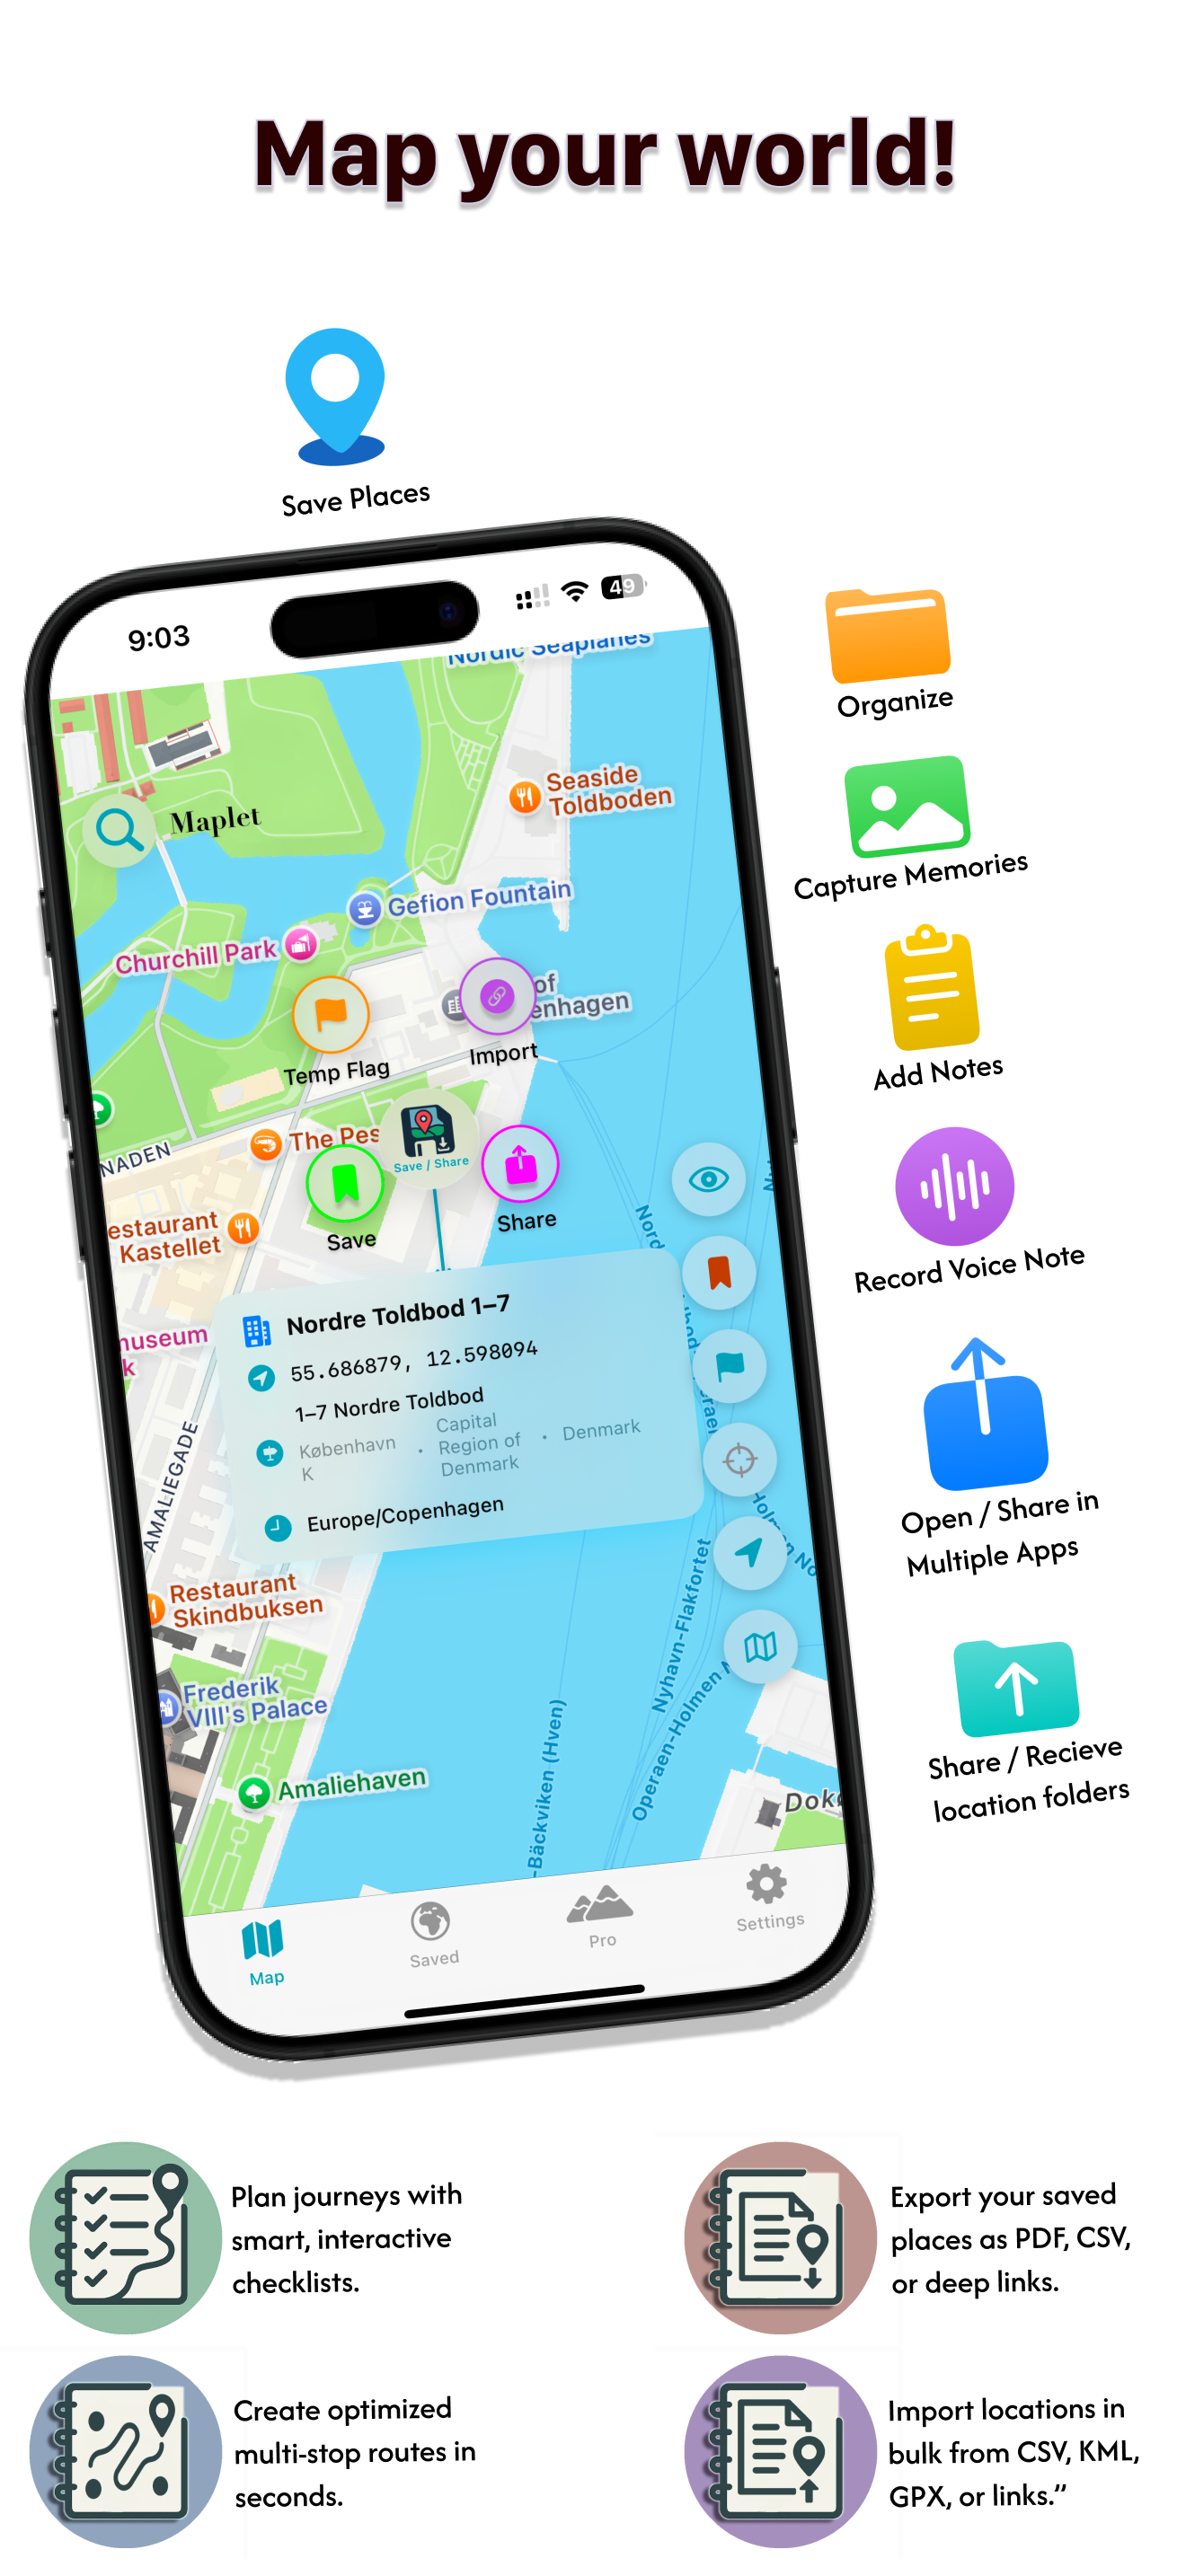 Map your world!
Save Places
9:03
49
Nordic Seaplanes
Seaside
Toldboden
Maplet
Gefion Fountain
Churchill Park
of
enhagen
Temp Flag
Import
NADEN
The Pes
Save / Share
Save
Share
estaurant
Kastellet
Nord
museum
k
Nordre Toldbod 1–7
55.686879, 12.598094
1–7 Nordre Toldbod
København
K
·
Capital
Region of
Denmark
·
Denmark
Europe/Copenhagen
AMALIEGADE
Restaurant
Skindbuksen
Frederik
VIII's Palace
Amaliehaven
-Bäckviken (Hven)
Nyhavn-Flakfortet
Operaen-Holmen N
Holmen No
Dok
Map
Saved
Pro
Settings
Organize
Capture Memories
Add Notes
Record Voice Note
Open / Share in
Multiple Apps
Share / Recieve
location folders
Plan journeys with
smart, interactive
checklists.
Export your saved
places as PDF, CSV,
or deep links.
Create optimized
multi-stop routes in
seconds.
Import locations in
bulk from CSV, KML,
GPX, or links.”